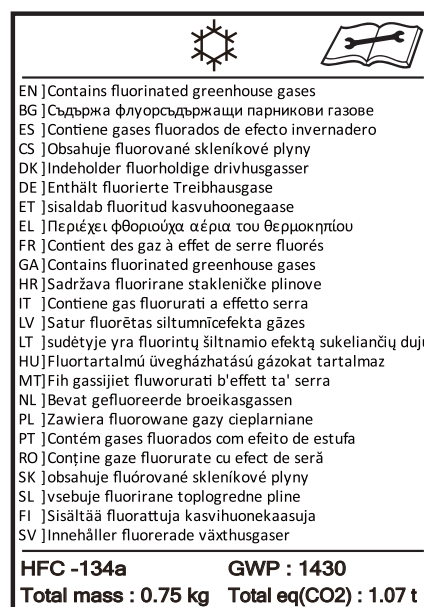 EN ]Contains fluorinated greenhouse gases
BG ]Съдържа флуорсъдържащи парникови газове
ES ]Contiene gases fluorados de efecto invernadero
CS ]Obsahuje fluorované skleníkové plyny
DK ]Indeholder fluorholdige drivhusgasser
DE ]Enthält fluorierte Treibhausgase
ET ]sisaldab fluoritud kasvuhoonegaase
EL ]Περιέχει φθοριούχα αέρια του θερμοκηπίου
FR ]Contient des gaz à effet de serre fluorés
GA ]Contains fluorinated greenhouse gases
HR ]Sadržava fluorirane stakleničke plinove
IT ]Contiene gas fluorurati a effetto serra
LV ]Satur fluorētas siltumnīcefekta gāzes
LT ]sudėtyje yra fluorintų šiltnamio efektą sukeliančių duj
HU ]Fluortartalmú üvegházhatású gázokat tartalmaz
MT ]Fih gassijiet fluworurati b'effett ta' serra
NL ]Bevat gefluoreerde broeikasgassen
PL ]Zawiera fluorowane gazy cieplarniane
PT ]Contém gases fluorados com efeito de estufa
RO ]Conține gaze fluorurate cu efect de seră
SK ]obsahuje fluórované skleníkové plyny
SL ]vsebuje fluorirane toplogredne pline
FI ]Sisältää fluorattuja kasvihuonekaasuja
SV ]Innehåller fluorerade växthusgaser
HFC -134a GWP : 1430
Total mass : 0.75 kg Total eq(CO2) : 1.07 t